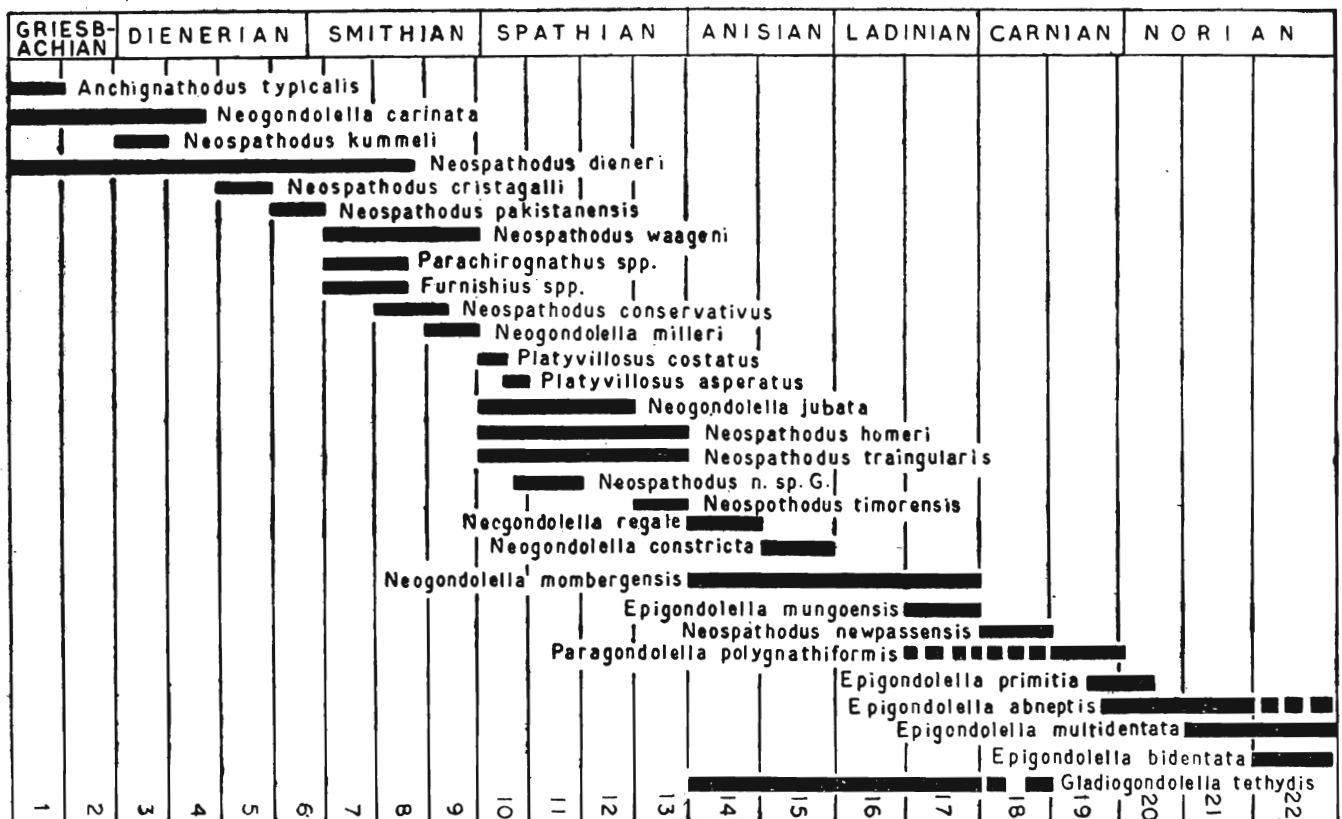 GRIESB-
ACHIAN
DIENERIAN
SMITHIAN
SPATHIAN
ANISIAN
LADINIAN
CARNIAN
NORIAN
Anchignathodus typicalis
Neogondolella carinata
Neospathodus kummeli
Neospathodus dieneri
Neospathodus cristagalli
Neospathodus pakistanensis
Neospathodus waageni
Parachirognathus spp.
Furnishius spp.
Neospathodus conservativus
Neogondolella milleri
Platyvillosus costatus
Platyvillosus asperatus
Neogondolella jubata
Neospathodus homeri
Neospathodus traingularis
Neospathodus n. sp. G.
Neospothodus timorensis
Necgondolella regale
Neogondolella constricta
Neogondolella mombergensis
Epigondolella mungoensis
Neospathodus newpassensis
Paragondolella polygnathiformis
Epigondolella primitia
Epigondolella abneptis
Epigondolella multidentata
Epigondolella bidentata
Gladiogondolella tethydis
1 2 3 4 5 6 7 8 9 10 11 12 13 14 15 16 17 18 19 20 21 22